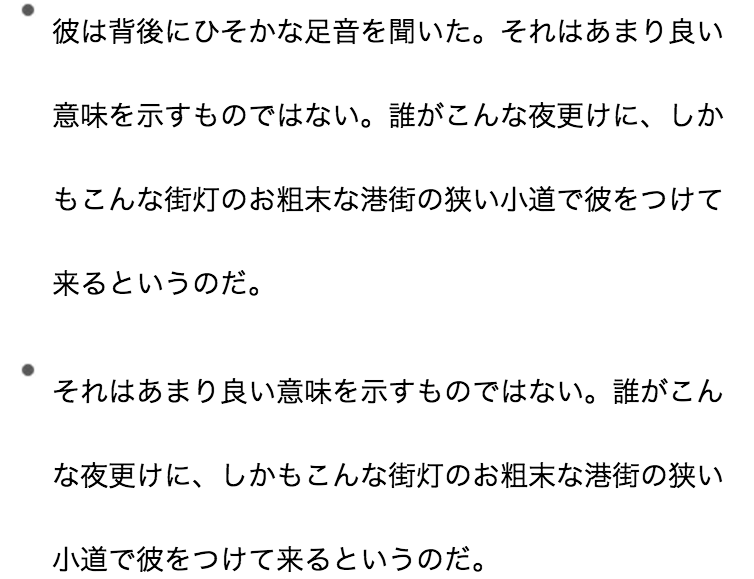 彼は背後にひそかな足音を聞いた。それはあまり良い
意味を示すものではない。誰がこんな夜更けに、しか
もこんな街灯のお粗末な港街の狭い小道で彼をつけて
来るというのだ。
それはあまり良い意味を示すものではない。誰がこん
な夜更けに、しかもこんな街灯のお粗末な港街の狭い
小道で彼をつけて来るというのだ。